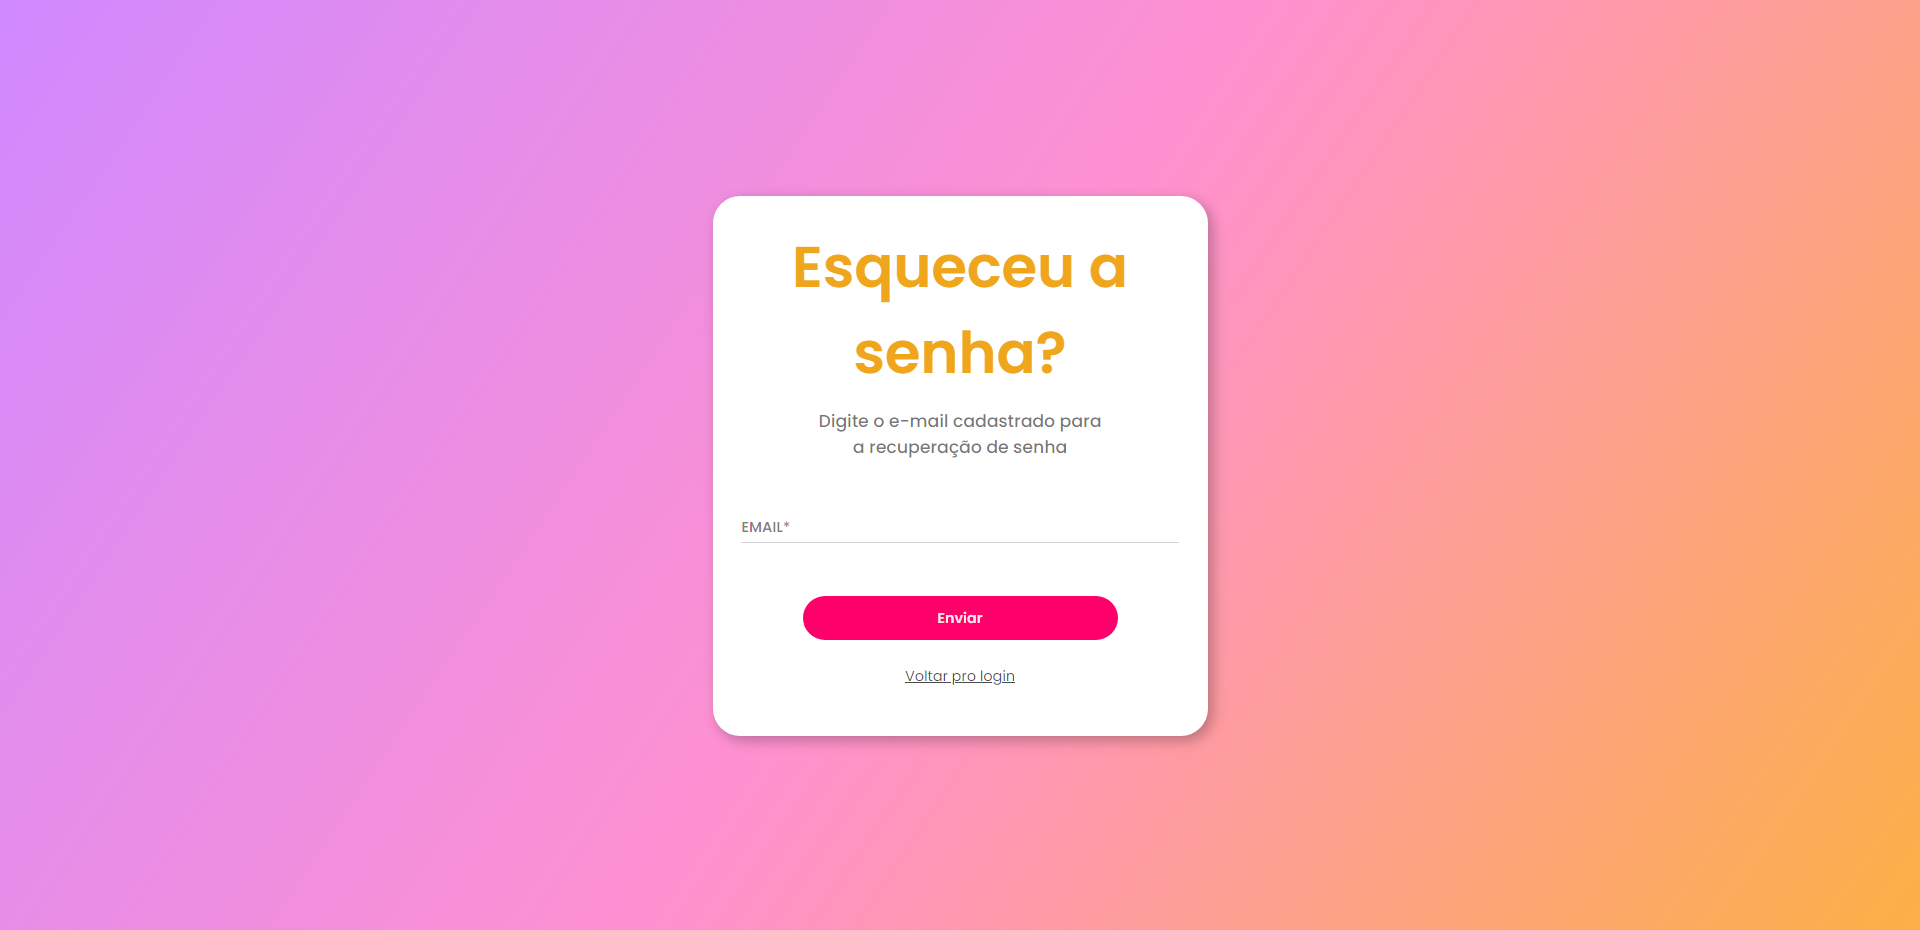 Esqueceu a
senha?
Digite o e-mail cadastrado para
a recuperação de senha
EMAIL*
Enviar
Voltar pro login